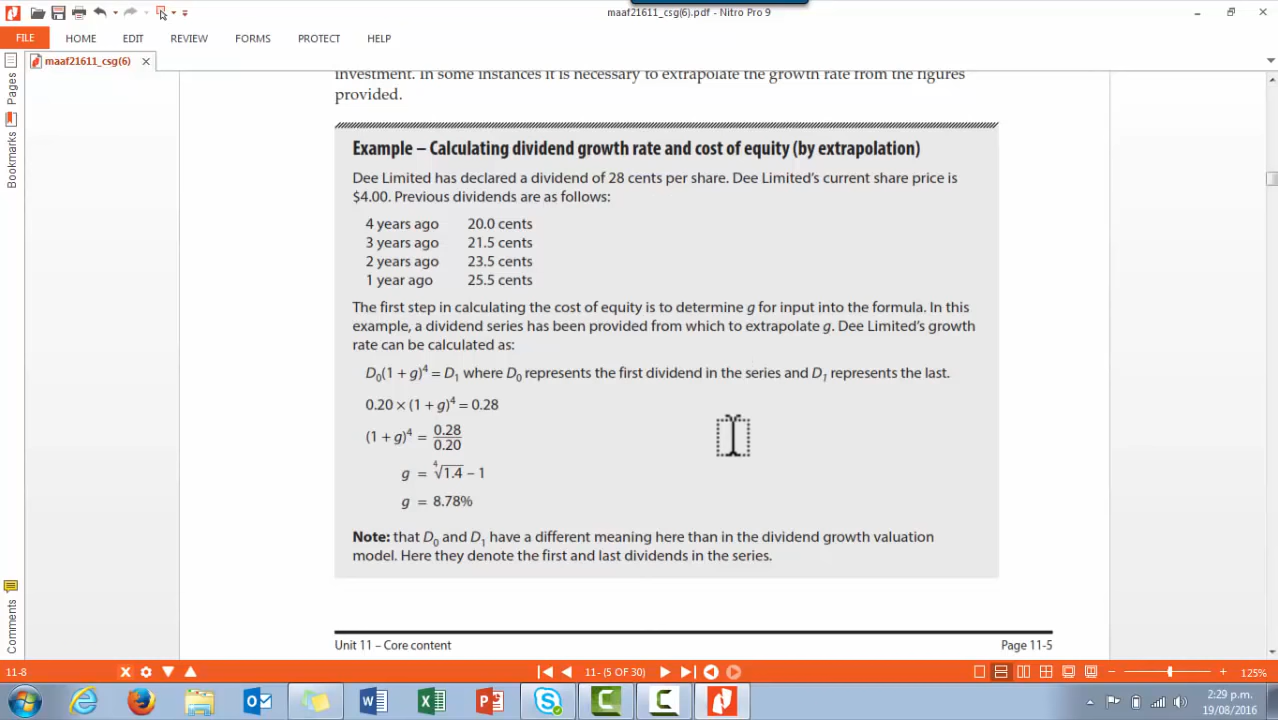 maaf21611_csg(6).pdf - Nitro Pro 9
FILE HOME EDIT REVIEW FORMS PROTECT HELP
maaf21611_csg(6)
Pages
Bookmarks
Comments
investment. In some instances it is necessary to extrapolate the growth rate from the figures
provided.
Example – Calculating dividend growth rate and cost of equity (by extrapolation)
Dee Limited has declared a dividend of 28 cents per share. Dee Limited's current share price is
$4.00. Previous dividends are as follows:
4 years ago 20.0 cents
3 years ago 21.5 cents
2 years ago 23.5 cents
1 year ago 25.5 cents
The first step in calculating the cost of equity is to determine g for input into the formula. In this
example, a dividend series has been provided from which to extrapolate g. Dee Limited's growth
rate can be calculated as:
D₀(1 + g)⁴ = D₁ where D₀ represents the first dividend in the series and D₁ represents the last.
0.20 × (1 + g)⁴ = 0.28
(1 + g)⁴ = 0.28/0.20
g = ⁴√1.4 – 1
g = 8.78%
Note: that D₀ and D₁ have a different meaning here than in the dividend growth valuation
model. Here they denote the first and last dividends in the series.
Unit 11 – Core content Page 11-5
11-8 11- (5 OF 30) 125%
2:29 p.m.
19/08/2016